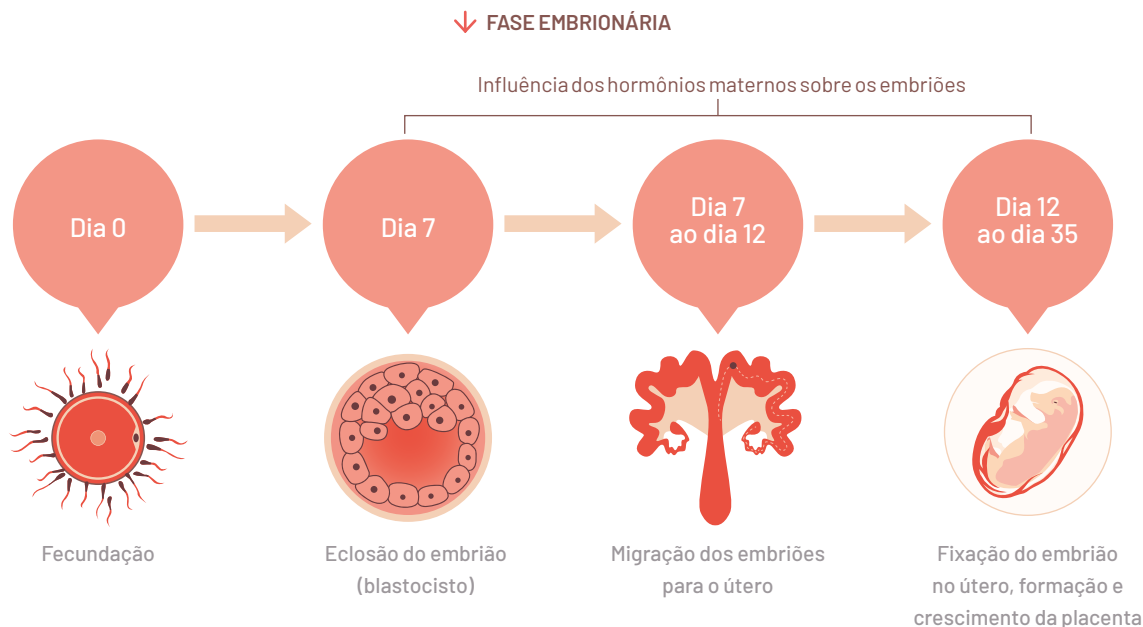 FASE EMBRIONÁRIA
Influência dos hormônios maternos sobre os embriões
Dia 0
Dia 7
Dia 7
ao dia 12
Dia 12
ao dia 35
Fecundação
Eclosão do embrião
(blastocisto)
Migração dos embriões
para o útero
Fixação do embrião
no útero, formação e
crescimento da placenta